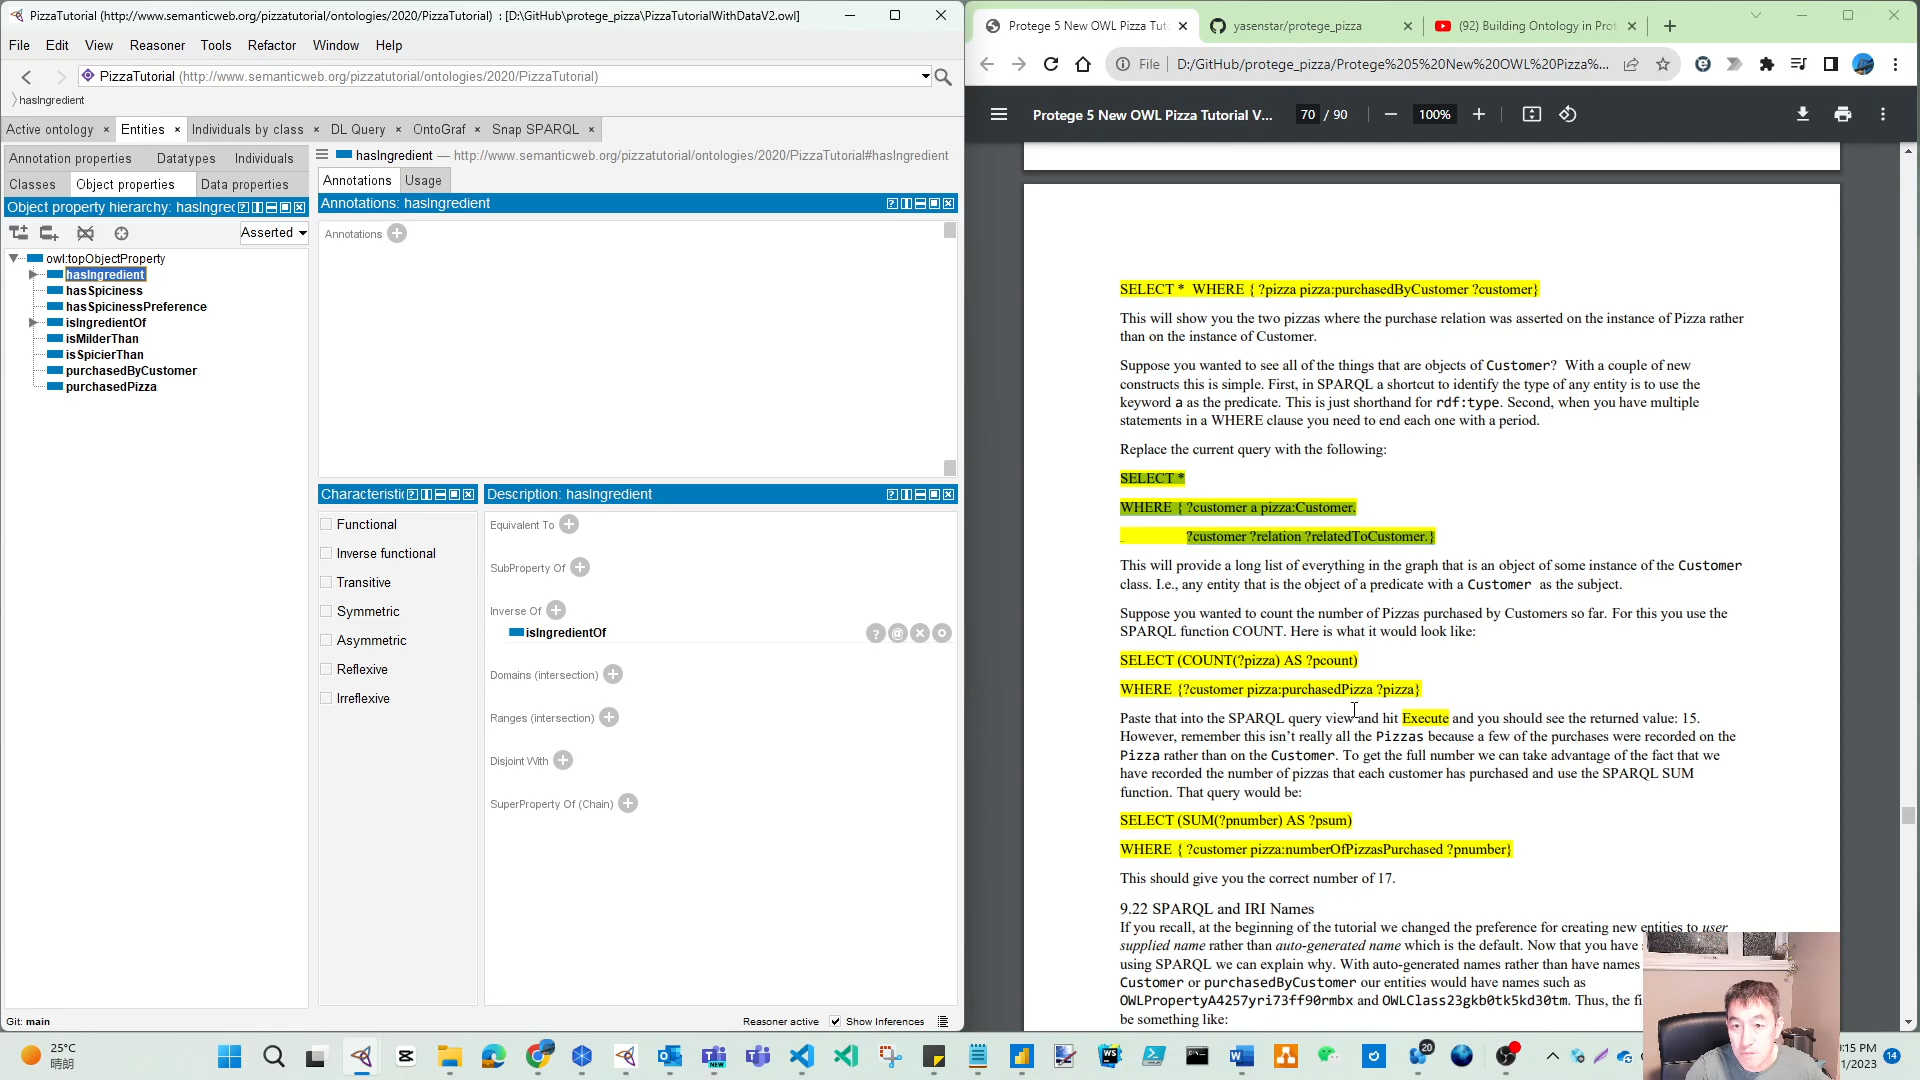 PizzaTutorial (http://www.semanticweb.org/pizzatutorial/ontologies/2020/PizzaTutorial) : [D:\GitHub\protege_pizza\PizzaTutorialWithDataV2.owl]
File Edit View Reasoner Tools Refactor Window Help
PizzaTutorial (http://www.semanticweb.org/pizzatutorial/ontologies/2020/PizzaTutorial)
hasIngredient
Active ontology × Entities × Individuals by class × DL Query × OntoGraf × Snap SPARQL ×
Annotation properties Datatypes Individuals
Classes Object properties Data properties
Object property hierarchy: hasIngred
Asserted
owl:topObjectProperty
hasIngredient
hasSpiciness
hasSpicinessPreference
isIngredientOf
isMilderThan
isSpicierThan
purchasedByCustomer
purchasedPizza
hasIngredient — http://www.semanticweb.org/pizzatutorial/ontologies/2020/PizzaTutorial#hasIngredient
Annotations Usage
Annotations: hasIngredient
Annotations
Characteristic
Functional
Inverse functional
Transitive
Symmetric
Asymmetric
Reflexive
Irreflexive
Description: hasIngredient
Equivalent To
SubProperty Of
Inverse Of
isIngredientOf
Domains (intersection)
Ranges (intersection)
Disjoint With
SuperProperty Of (Chain)
Git: main
Reasoner active Show Inferences
Protege 5 New OWL Pizza Tut
yasenstar/protege_pizza
(92) Building Ontology in Prot
File D:/GitHub/protege_pizza/Protege%205%20New%20OWL%20Pizza%...
Protege 5 New OWL Pizza Tutorial V... 70 / 90 100%
SELECT * WHERE { ?pizza pizza:purchasedByCustomer ?customer}
This will show you the two pizzas where the purchase relation was asserted on the instance of Pizza rather
than on the instance of Customer.
Suppose you wanted to see all of the things that are objects of Customer? With a couple of new
constructs this is simple. First, in SPARQL a shortcut to identify the type of any entity is to use the
keyword a as the predicate. This is just shorthand for rdf:type. Second, when you have multiple
statements in a WHERE clause you need to end each one with a period.
Replace the current query with the following:
SELECT *
WHERE { ?customer a pizza:Customer.
?customer ?relation ?relatedToCustomer.}
This will provide a long list of everything in the graph that is an object of some instance of the Customer
class. I.e., any entity that is the object of a predicate with a Customer as the subject.
Suppose you wanted to count the number of Pizzas purchased by Customers so far. For this you use the
SPARQL function COUNT. Here is what it would look like:
SELECT (COUNT(?pizza) AS ?pcount)
WHERE {?customer pizza:purchasedPizza ?pizza}
Paste that into the SPARQL query view and hit Execute and you should see the returned value: 15.
However, remember this isn't really all the Pizzas because a few of the purchases were recorded on the
Pizza rather than on the Customer. To get the full number we can take advantage of the fact that we
have recorded the number of pizzas that each customer has purchased and use the SPARQL SUM
function. That query would be:
SELECT (SUM(?pnumber) AS ?psum)
WHERE { ?customer pizza:numberOfPizzasPurchased ?pnumber}
This should give you the correct number of 17.
9.22 SPARQL and IRI Names
If you recall, at the beginning of the tutorial we changed the preference for creating new entities to user
supplied name rather than auto-generated name which is the default. Now that you have
using SPARQL we can explain why. With auto-generated names rather than have names
Customer or purchasedByCustomer our entities would have names such as
OWLPropertyA4257yri73ff90rmbx and OWLClass23gkb0tk5kd30tm. Thus, the fi
be something like:
25°C
晴朗
NEW
20
:15 PM
1/2023
14